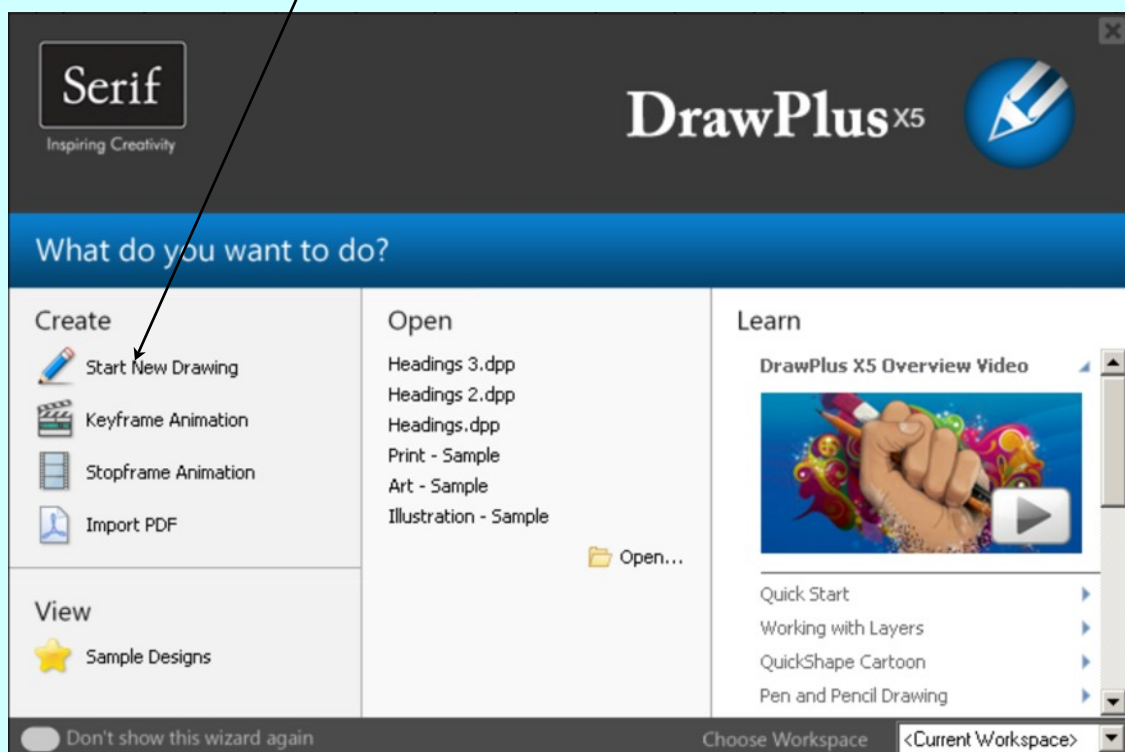 Serif
Inspiring Creativity
DrawPlus X5
What do you want to do?
Create
Start New Drawing
Keyframe Animation
Stopframe Animation
Import PDF
View
Sample Designs
Open
Headings 3.dpp
Headings 2.dpp
Headings.dpp
Print - Sample
Art - Sample
Illustration - Sample
Open...
Learn
DrawPlus X5 Overview Video
Quick Start
Working with Layers
QuickShape Cartoon
Pen and Pencil Drawing
Don't show this wizard again
Choose Workspace
<Current Workspace>